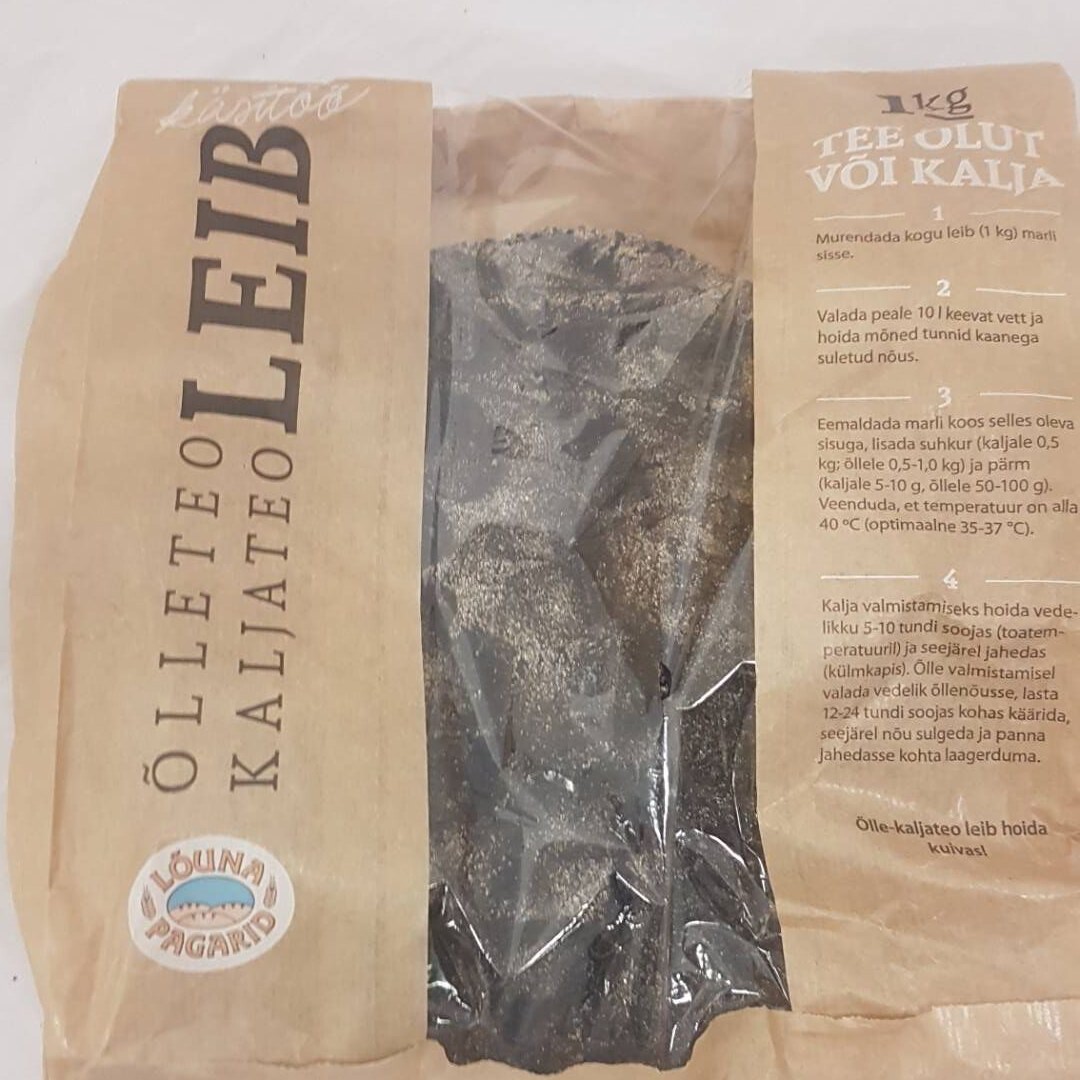 käsitöö
ÕLLETEO
KALJATEO
LEIB
LÕUNA
PAGARID
1kg
TEE ÕLUT
VÕI KALJA
1
Murendada kogu leib (1 kg) marli
sisse.
2
Valada peale 10 l keevat vett ja
hoida mõned tunnid kaanega
suletud nõus.
3
Eemaldada marli koos selles oleva
sisuga, lisada suhkur (kaljale 0,5
kg; õllele 0,5-1,0 kg) ja pärm
(kaljale 5-10 g, õllele 50-100 g).
Veenduda, et temperatuur on alla
40 ºC (optimaalne 35-37 °C).
4
Kalja valmistamiseks hoida vede-
likku 5-10 tundi soojas (toatem-
peratuuril) ja seejärel jahedas
(külmkapis). Õlle valmistamisel
valada vedelik õllenõusse, lasta
12-24 tundi soojas kohas käärida,
seejärel nõu sulgeda ja panna
jahedasse kohta laagerduma.
Õlle-kaljateo leib hoida
kuivas!